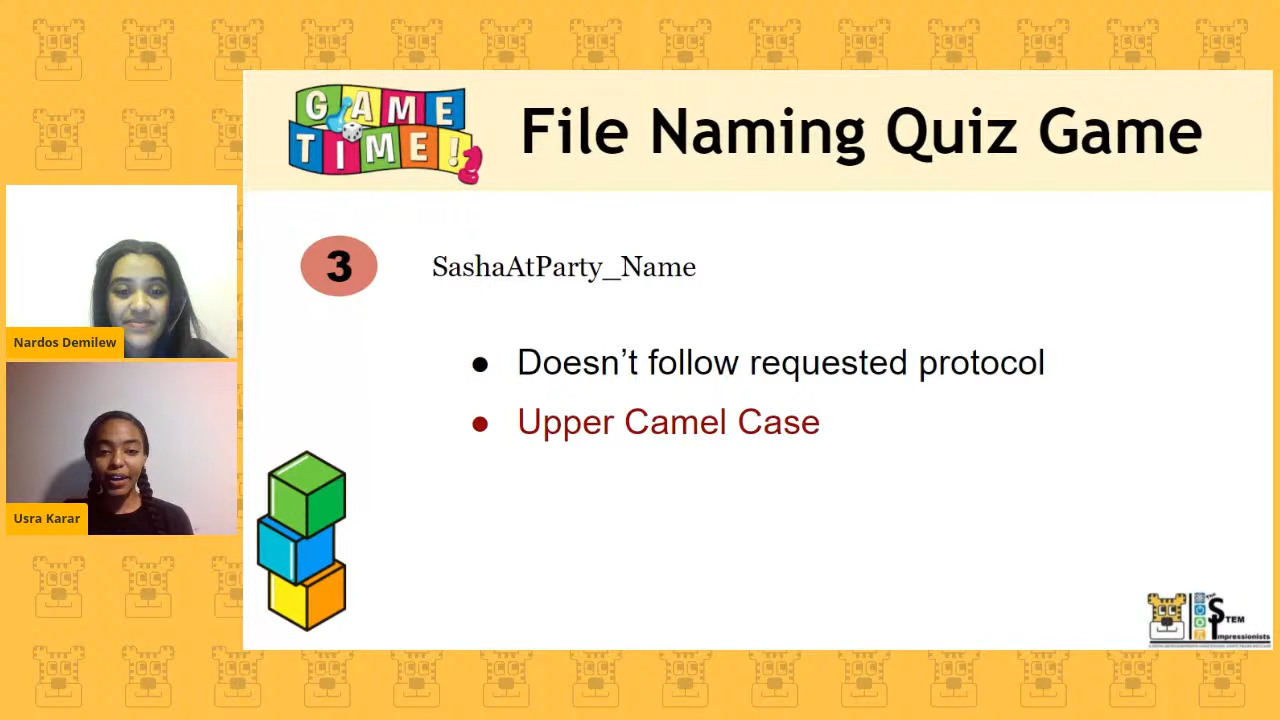 GAME
TIME!
File Naming Quiz Game
3
SashaAtParty_Name
● Doesn’t follow requested protocol
● Upper Camel Case
Nardos Demilew
Usra Karar
The
STEM
Impressionists